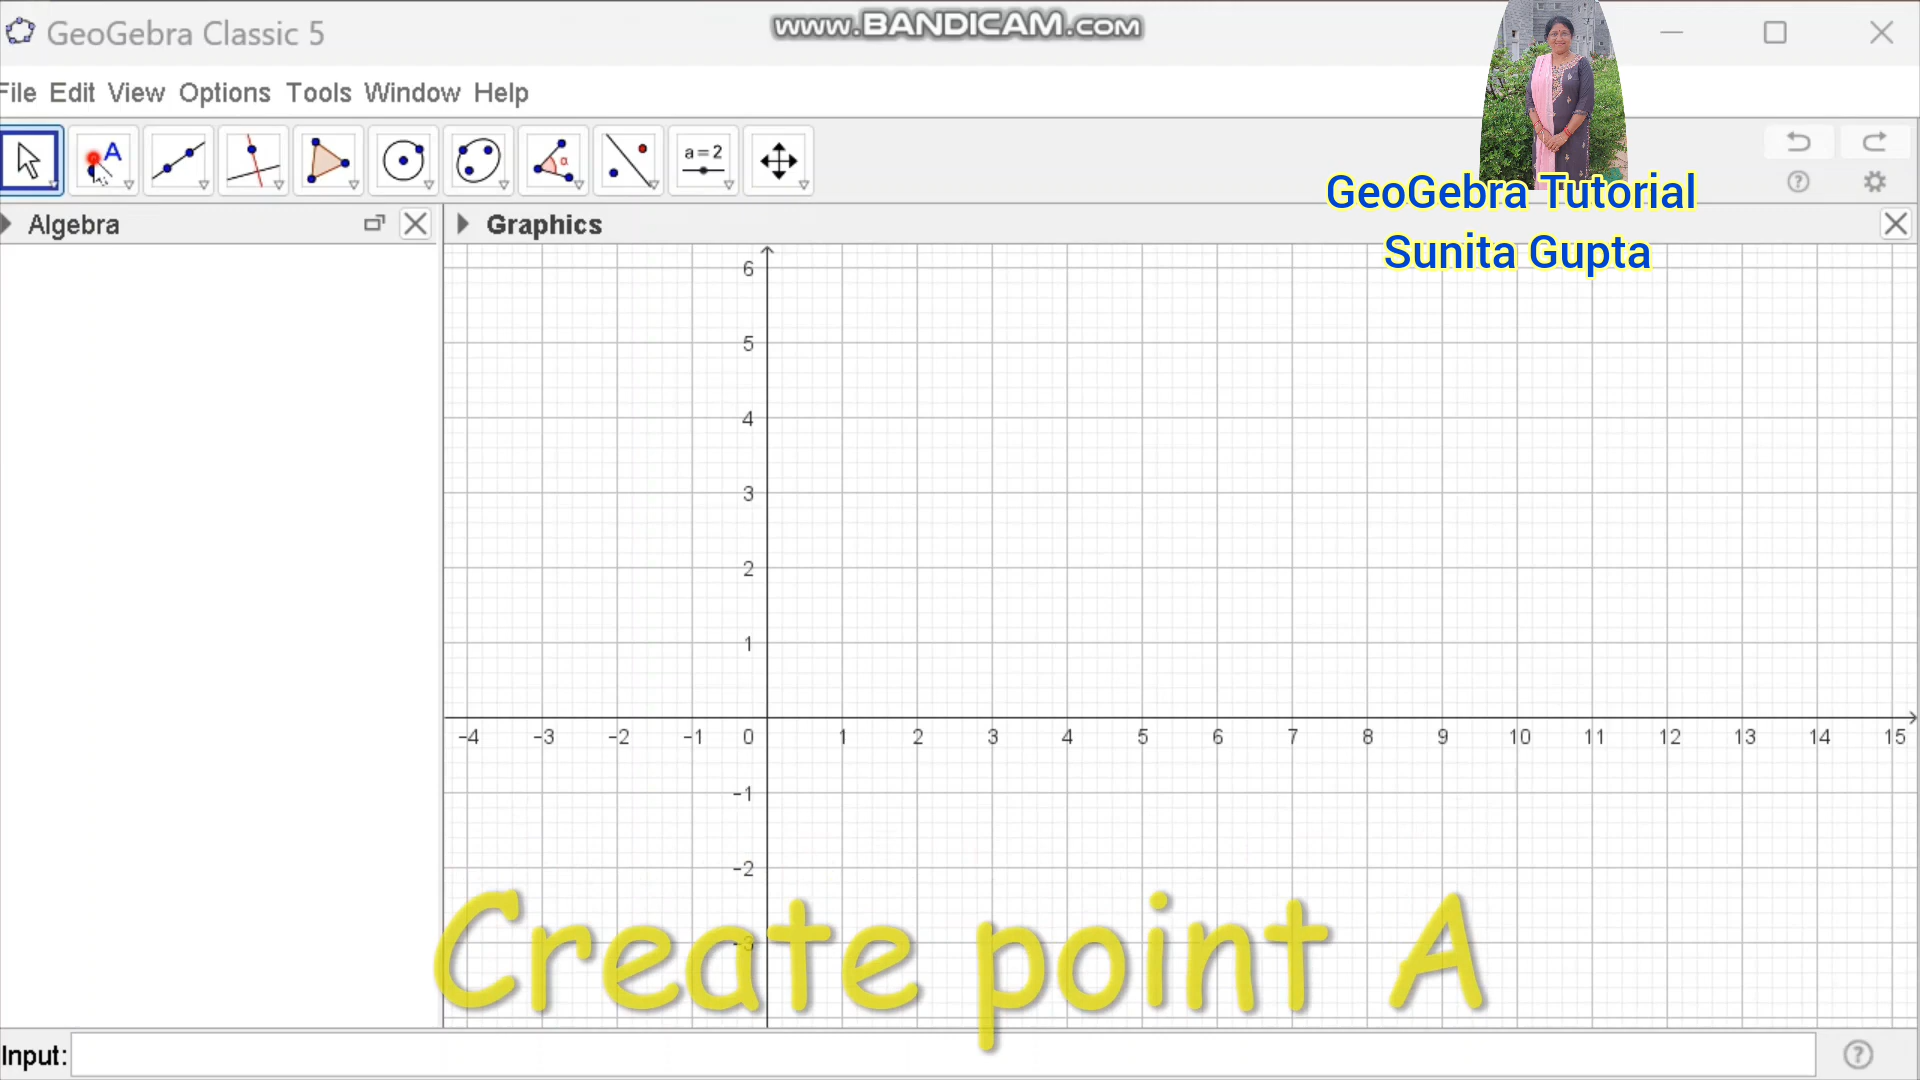 GeoGebra Classic 5
www.BANDICAM.com
File Edit View Options Tools Window Help
A
α
a=2
GeoGebra Tutorial
Sunita Gupta
Algebra
Graphics
6
5
4
3
2
1
-4 -3 -2 -1 0 1 2 3 4 5 6 7 8 9 10 11 12 13 14 15
-1
-2
-3
Create point A
Input: